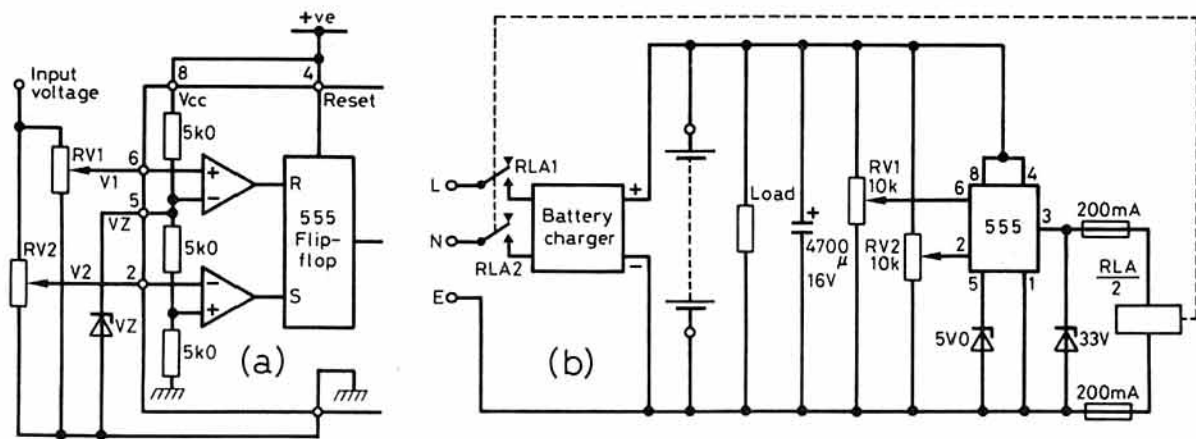 +ve
Input
voltage
8
4
Vcc
Reset
5k0
RV1
6
V1
+
−
R
5
VZ
5k0
555
Flip-
flop
RV2
V2
2
−
+
S
VZ
5k0
(a)
L
RLA1
N
RLA2
E
Battery
charger
+
−
(b)
Load
+
4700
μ
16V
RV1
10k
RV2
10k
8
4
6
555
3
2
5
1
5V0
33V
200mA
RLA
2
200mA